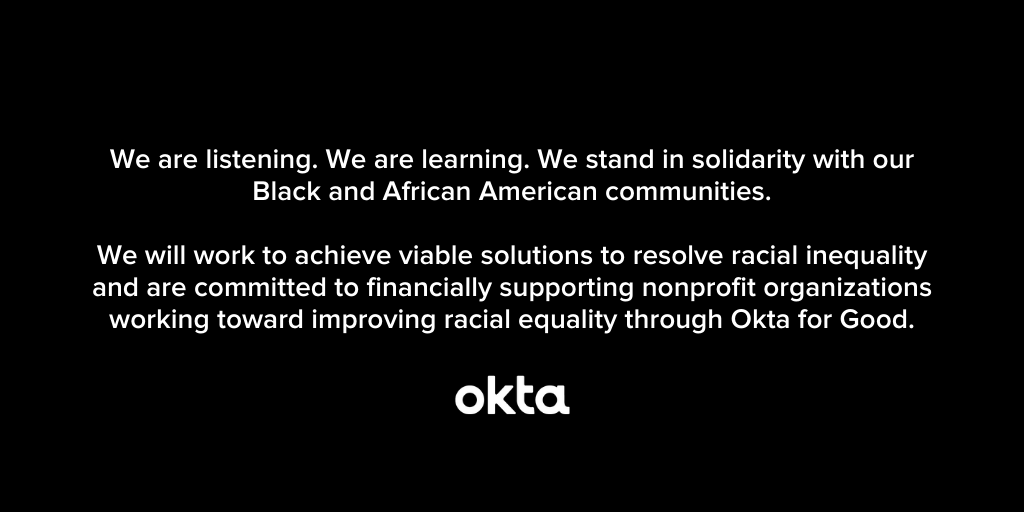 We are listening. We are learning. We stand in solidarity with our
Black and African American communities.
We will work to achieve viable solutions to resolve racial inequality
and are committed to financially supporting nonprofit organizations
working toward improving racial equality through Okta for Good.
okta